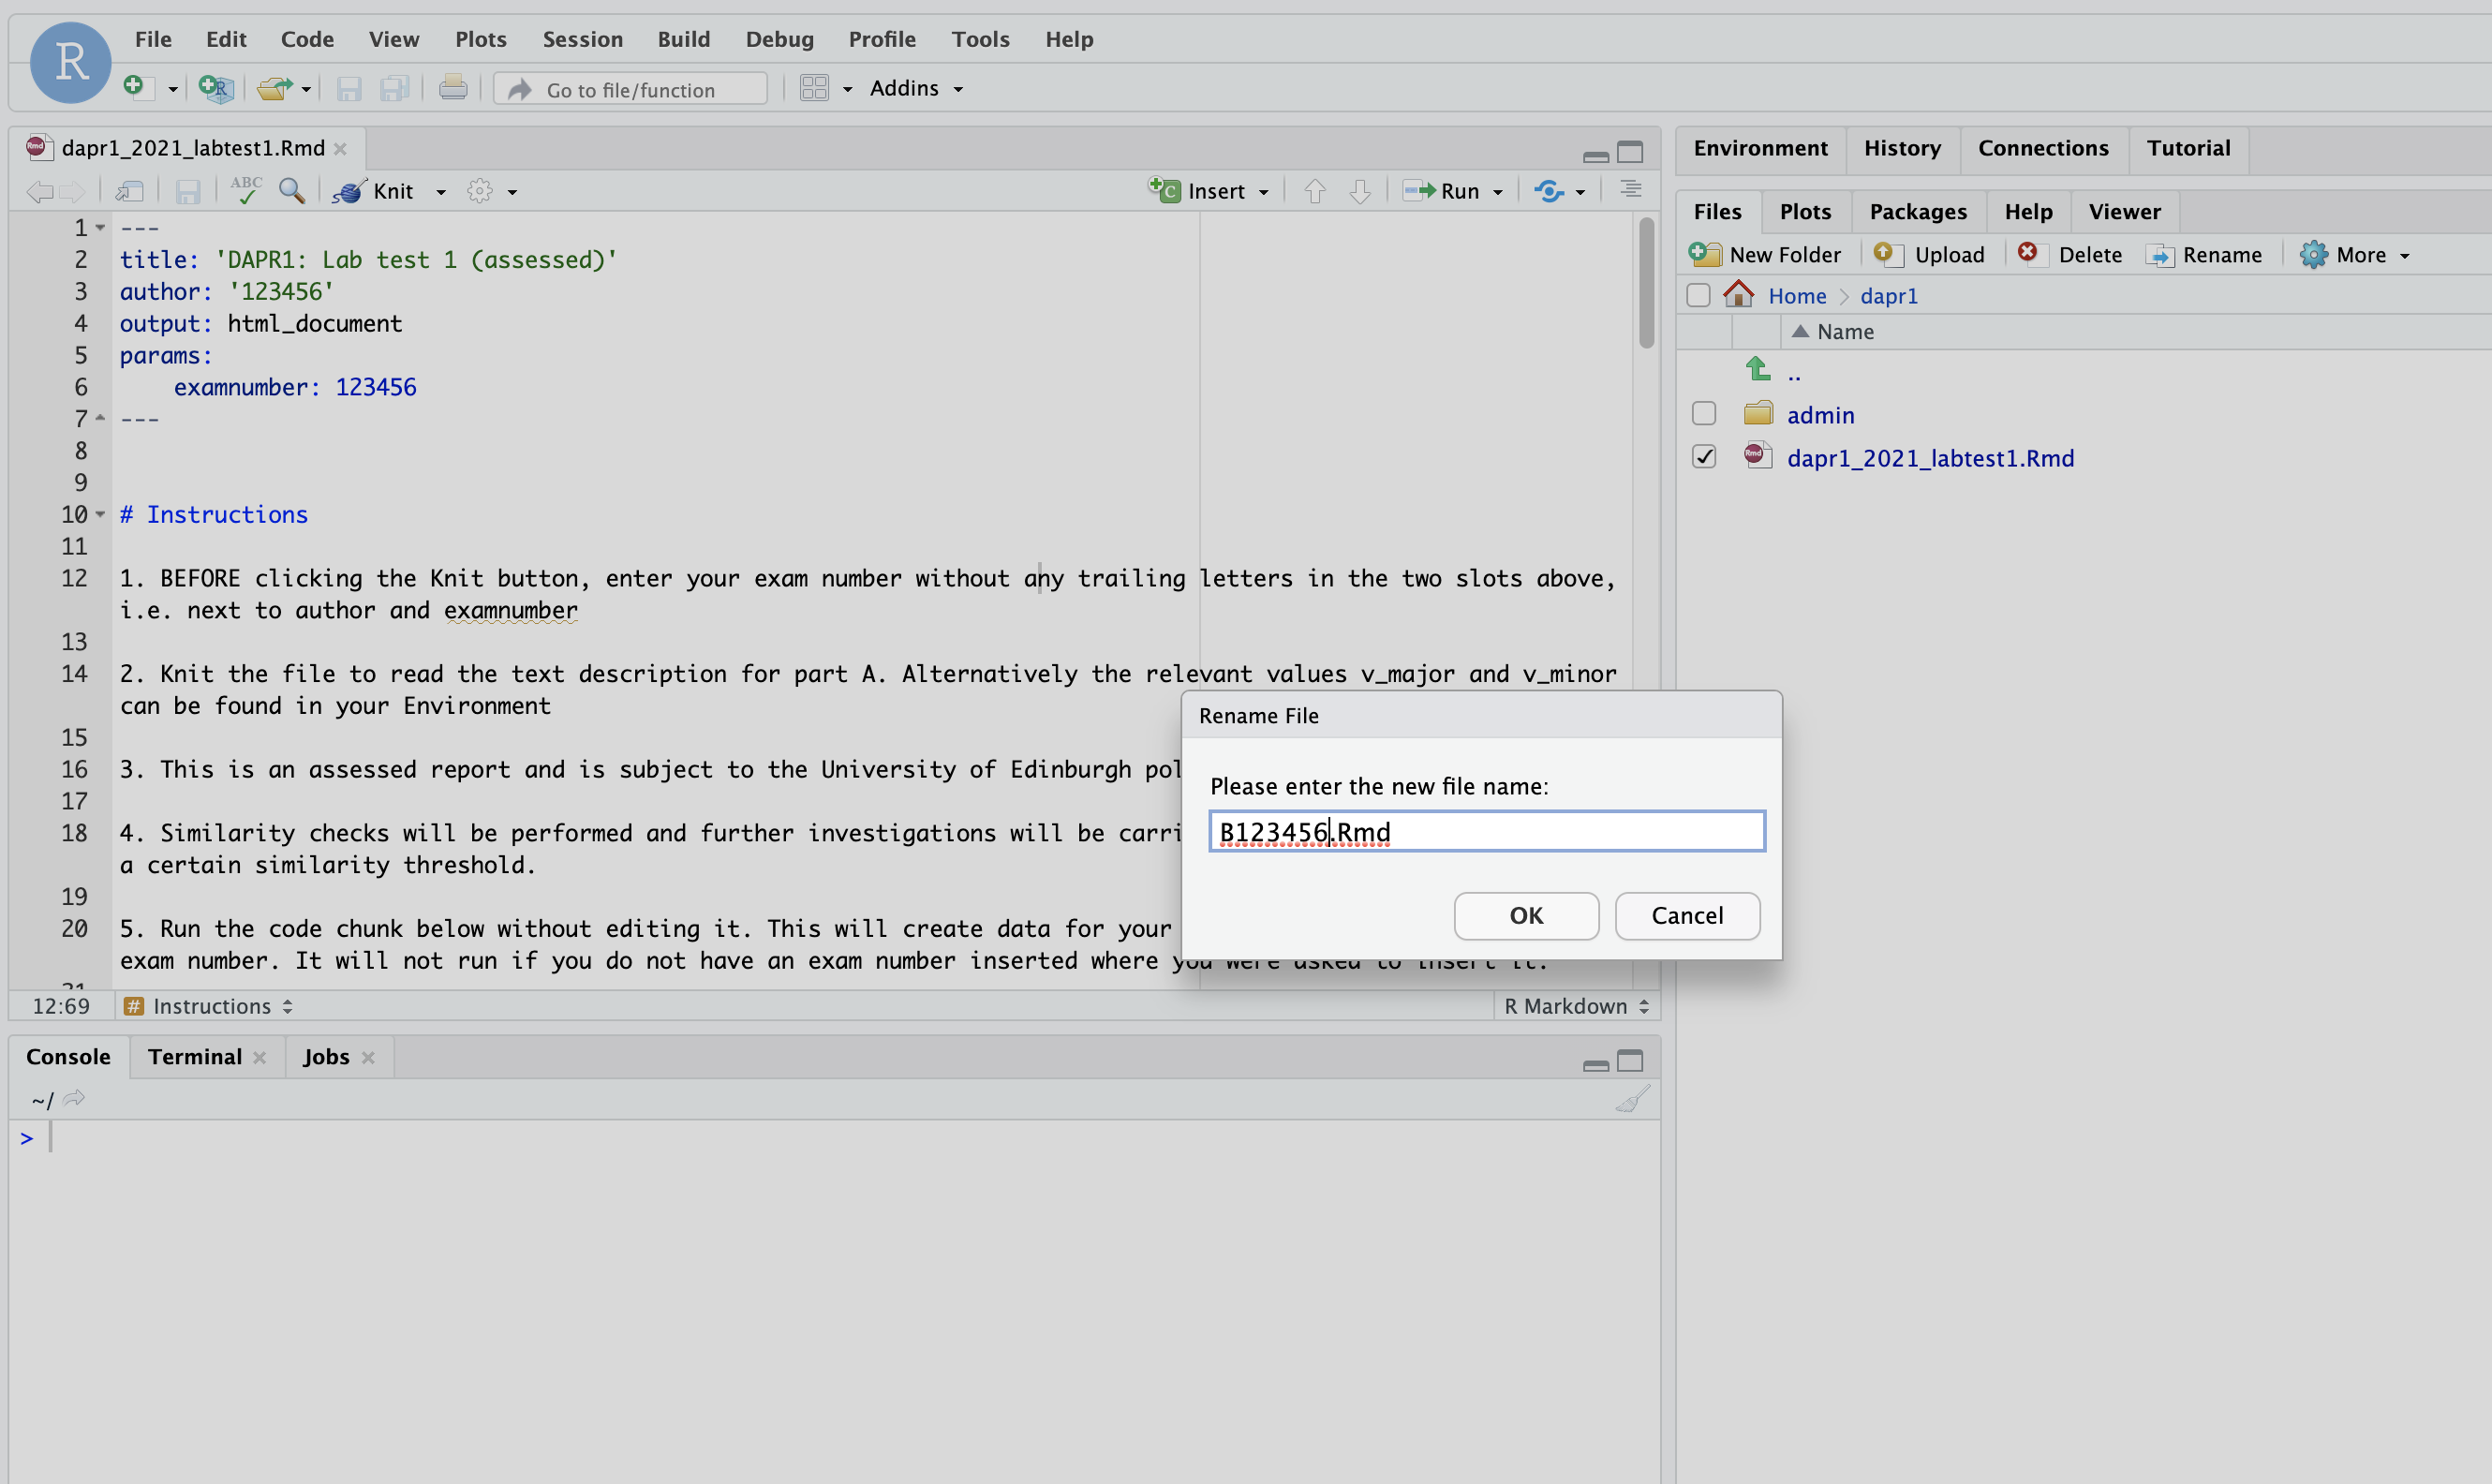 R
File Edit Code View Plots Session Build Debug Profile Tools Help
Go to file/function Addins
dapr1_2021_labtest1.Rmd
ABC Knit Insert Run
1 ---
2 title: 'DAPR1: Lab test 1 (assessed)'
3 author: '123456'
4 output: html_document
5 params:
6 examnumber: 123456
7 ---
8
9
10 # Instructions
11
12 1. BEFORE clicking the Knit button, enter your exam number without any trailing letters in the two slots above,
i.e. next to author and examnumber
13
14 2. Knit the file to read the text description for part A. Alternatively the relevant values v_major and v_minor
can be found in your Environment
15
16 3. This is an assessed report and is subject to the University of Edinburgh
17
18 4. Similarity checks will be performed and further investigations will be
a certain similarity threshold.
19
20 5. Run the code chunk below without editing it. This will create data for your
exam number. It will not run if you do not have an exam number inserted where you were asked to insert it.
21
12:69 # Instructions R Markdown
Console Terminal Jobs
~/
>
Environment History Connections Tutorial
Files Plots Packages Help Viewer
New Folder Upload Delete Rename More
Home dapr1
Name
..
admin
Rmd dapr1_2021_labtest1.Rmd
Rename File
Please enter the new file name:
B123456.Rmd
OK Cancel